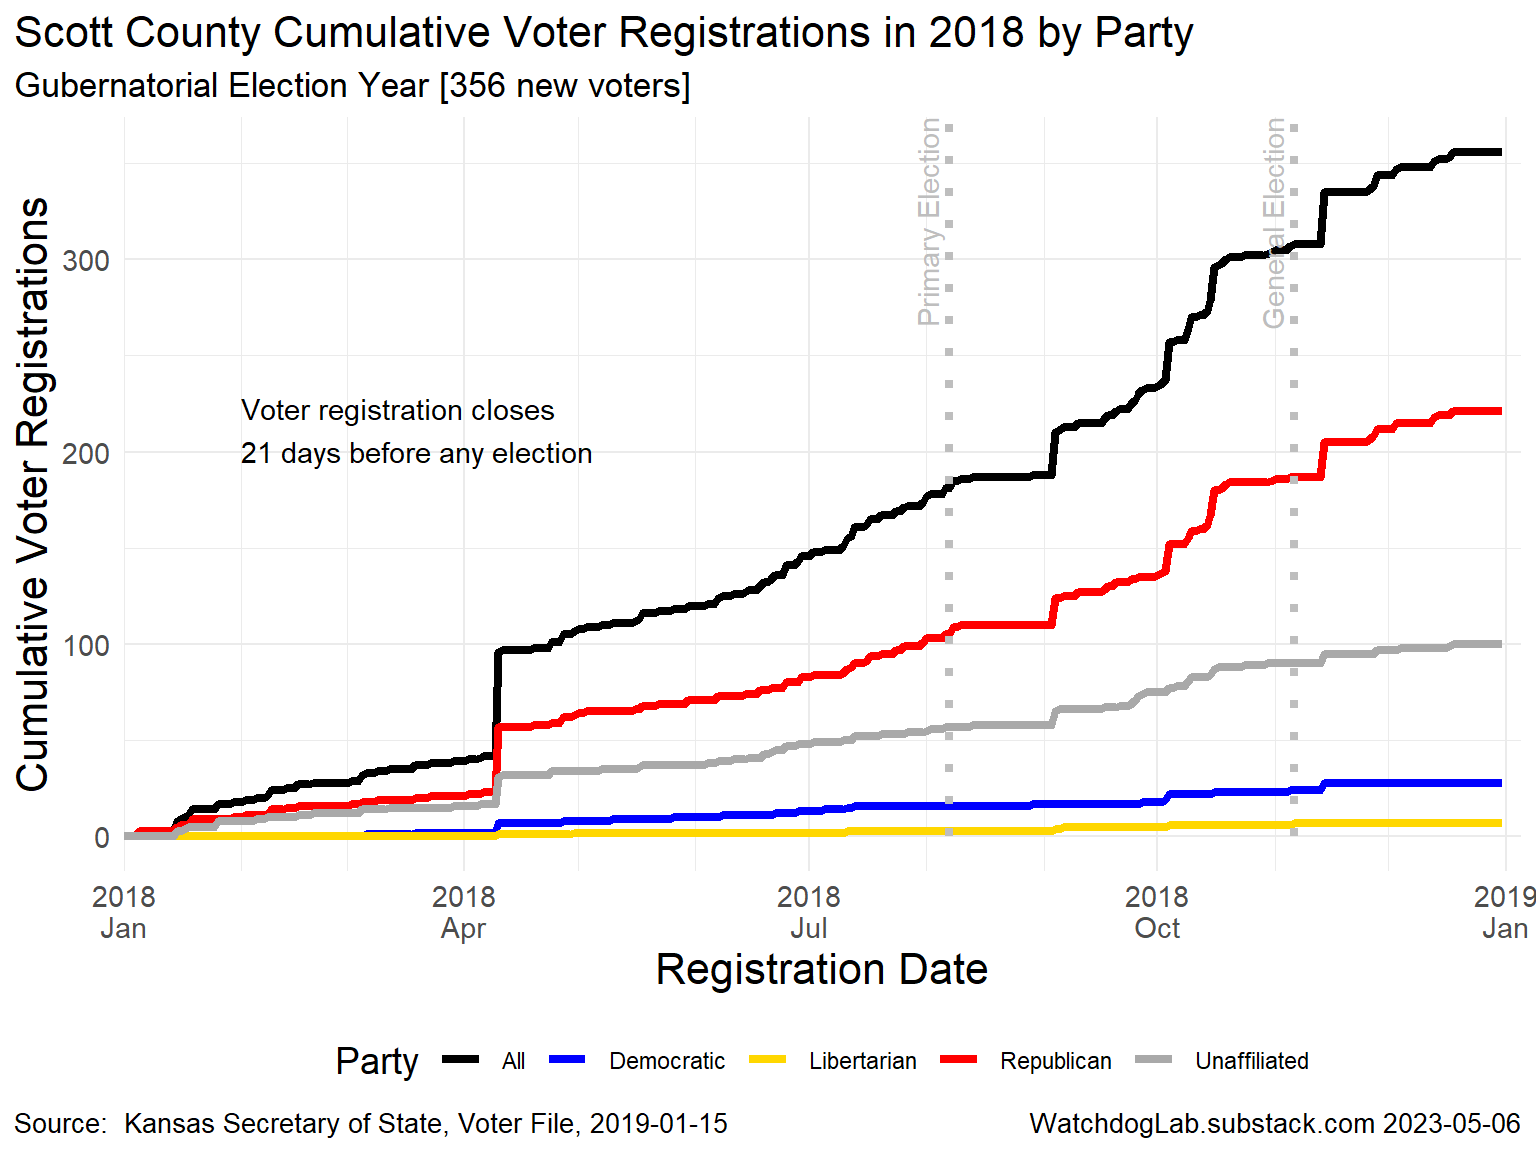 Scott County Cumulative Voter Registrations in 2018 by Party
Gubernatorial Election Year [356 new voters]
Cumulative Voter Registrations
300
200
100
0
Primary Election
General Election
Voter registration closes
21 days before any election
2018
Jan
2018
Apr
2018
Jul
2018
Oct
2019
Jan
Registration Date
Party
All
Democratic
Libertarian
Republican
Unaffiliated
Source:  Kansas Secretary of State, Voter File, 2019-01-15
WatchdogLab.substack.com 2023-05-06